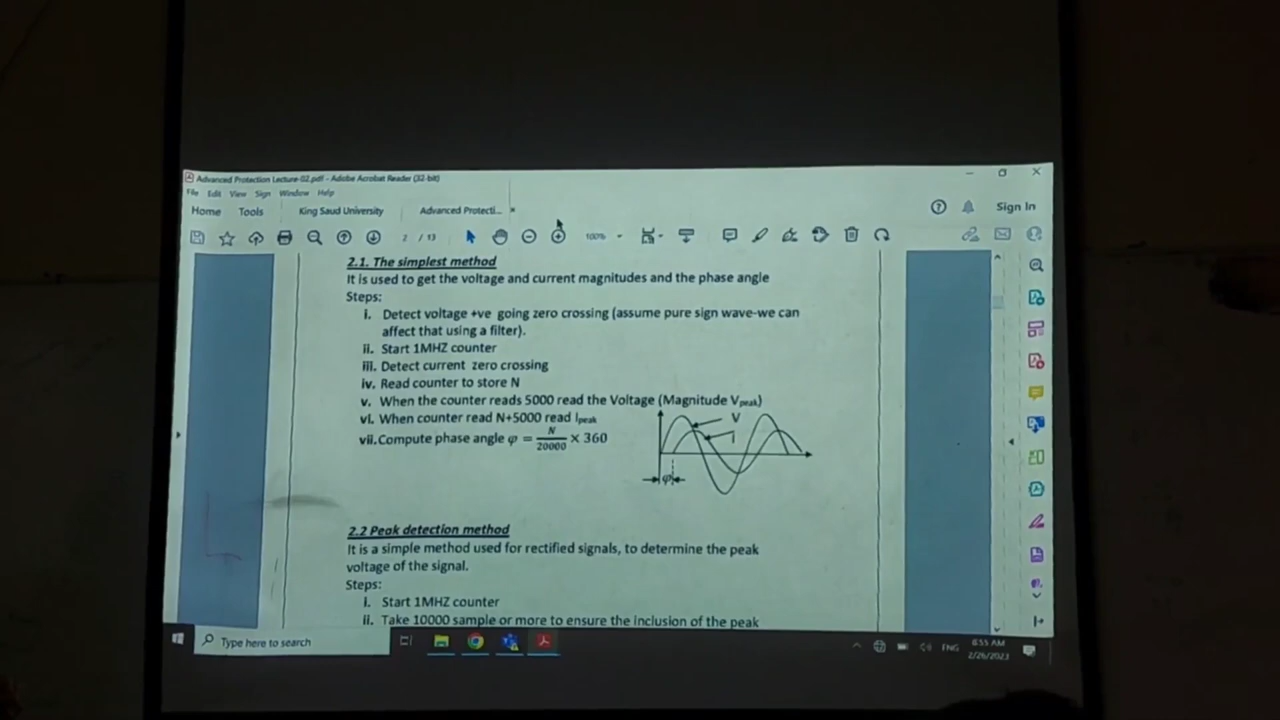 Advanced Protection Lecture-02.pdf - Adobe Acrobat Reader (32-bit)
File Edit View Sign Window Help
Home Tools King Saud University Advanced Protecti... ×
Sign In
2 / 13 100%
2.1. The simplest method
It is used to get the voltage and current magnitudes and the phase angle
Steps:
i. Detect voltage +ve going zero crossing (assume pure sign wave-we can
affect that using a filter).
ii. Start 1MHZ counter
iii. Detect current zero crossing
iv. Read counter to store N
v. When the counter reads 5000 read the Voltage (Magnitude Vpeak)
vi. When counter read N+5000 read Ipeak
vii. Compute phase angle φ = N/20000 × 360
V
I
φ
2.2 Peak detection method
It is a simple method used for rectified signals, to determine the peak
voltage of the signal.
Steps:
i. Start 1MHZ counter
ii. Take 10000 sample or more to ensure the inclusion of the peak
Type here to search
ENG
6:55 AM
2/26/2023